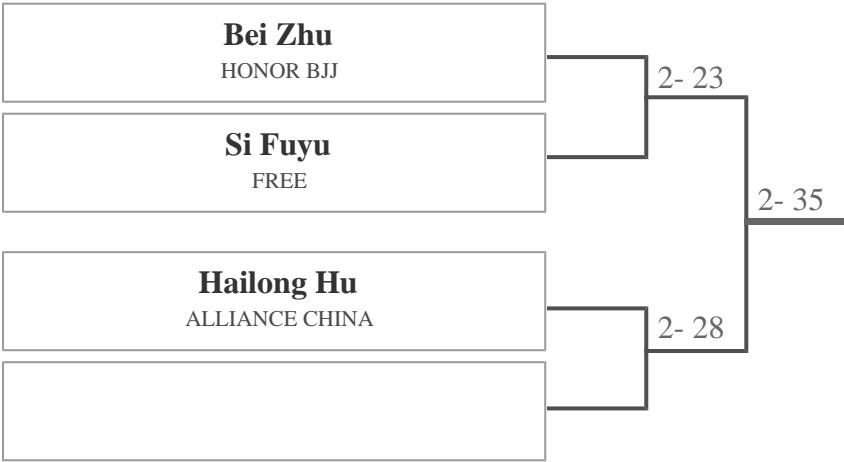 Bei Zhu
HONOR BJJ
2- 23
Si Fuyu
FREE
2- 35
Hailong Hu
ALLIANCE CHINA
2- 28